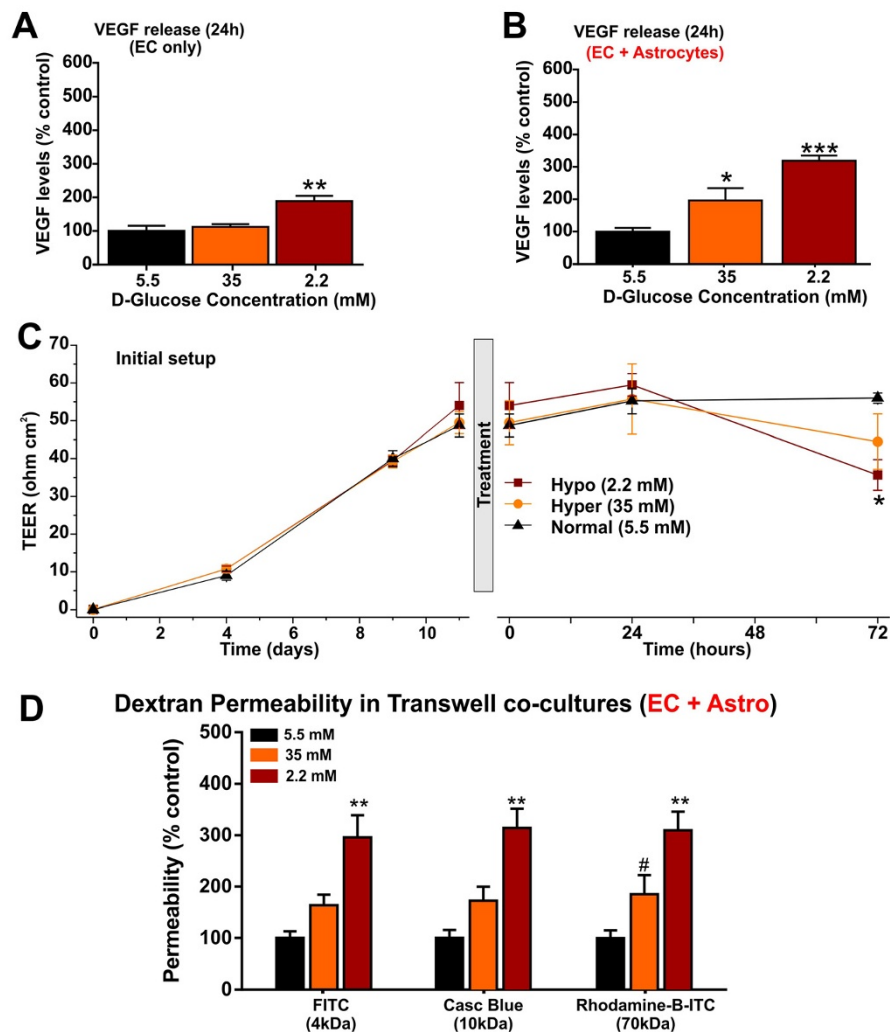 A
VEGF release (24h)
(EC only)
VEGF levels (% control)
600
500
400
300
200
100
0
**
5.5
35
2.2
D-Glucose Concentration (mM)
B
VEGF release (24h)
(EC + Astrocytes)
VEGF levels (% control)
600
500
400
300
200
100
0
*
***
5.5
35
2.2
D-Glucose Concentration (mM)
C
Initial setup
TEER (ohm cm²)
70
60
50
40
30
20
10
0
0
2
4
6
8
10
Time (days)
Treatment
Hypo (2.2 mM)
Hyper (35 mM)
Normal (5.5 mM)
*
0
24
48
72
Time (hours)
D
Dextran Permeability in Transwell co-cultures (EC + Astro)
5.5 mM
35 mM
2.2 mM
Permeability (% control)
500
400
300
200
100
0
**
**
#
**
FITC
(4kDa)
Casc Blue
(10kDa)
Rhodamine-B-ITC
(70kDa)